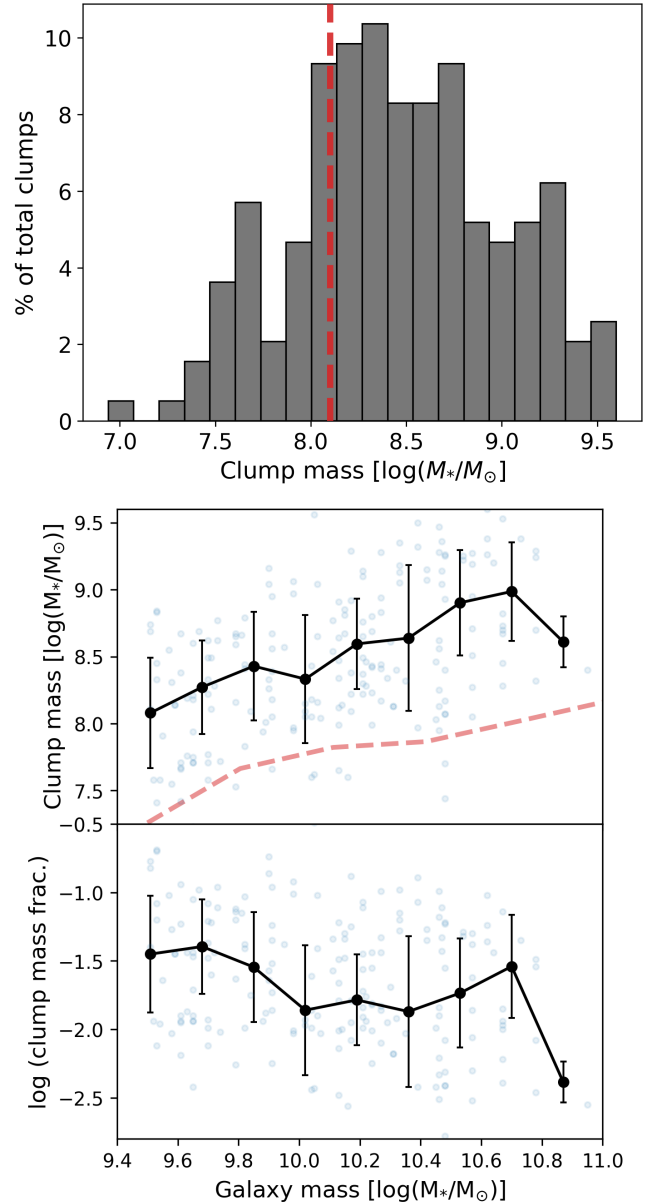 % of total clumps
10
8
6
4
2
0
7.0 7.5 8.0 8.5 9.0 9.5
Clump mass [log(M*/M⊙]
Clump mass [log(M*/M⊙)]
9.5
9.0
8.5
8.0
7.5
−0.5
log (clump mass frac.)
−1.0
−1.5
−2.0
−2.5
9.4 9.6 9.8 10.0 10.2 10.4 10.6 10.8 11.0
Galaxy mass [log(M*/M⊙)]